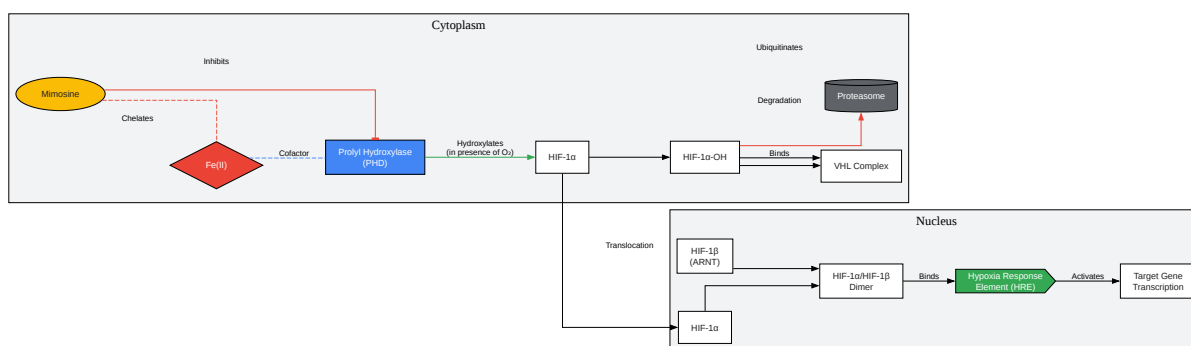 Cytoplasm
Ubiquitinates
Inhibits
Mimosine
Proteasome
Degradation
Chelates
Hydroxylates
(in presence of O₂)
Cofactor
Prolyl Hydroxylase
(PHD)
Fe(II)
HIF-1α
HIF-1α-OH
Binds
VHL Complex
Nucleus
Translocation
HIF-1β
(ARNT)
HIF-1α/HIF-1β
Dimer
Binds
Hypoxia Response
Element (HRE)
Activates
Target Gene
Transcription
HIF-1α